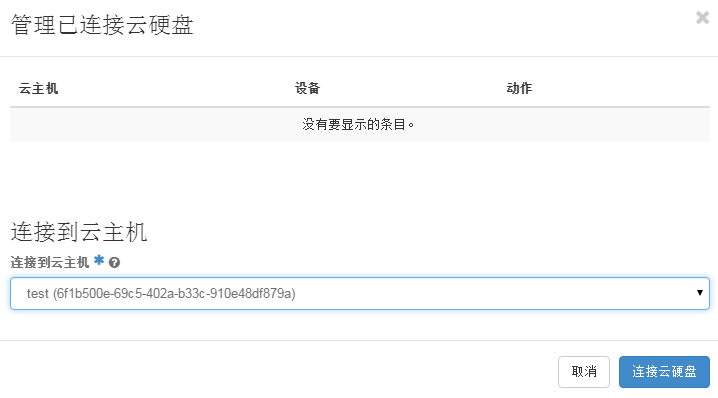 管理已连接云硬盘
×
云主机 设备 动作
没有要显示的条目。
连接到云主机
连接到云主机 *
test (6f1b500e-69c5-402a-b33c-910e48df879a)
取消 连接云硬盘